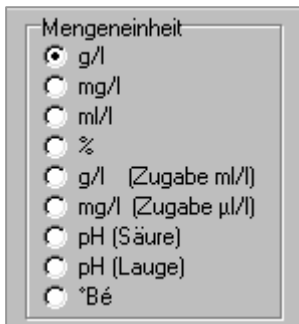 Mengeneinheit
g/l
mg/l
ml/l
%
g/l (Zugabe ml/l)
mg/l (Zugabe µl/l)
pH (Säure)
pH (Lauge)
°Bé